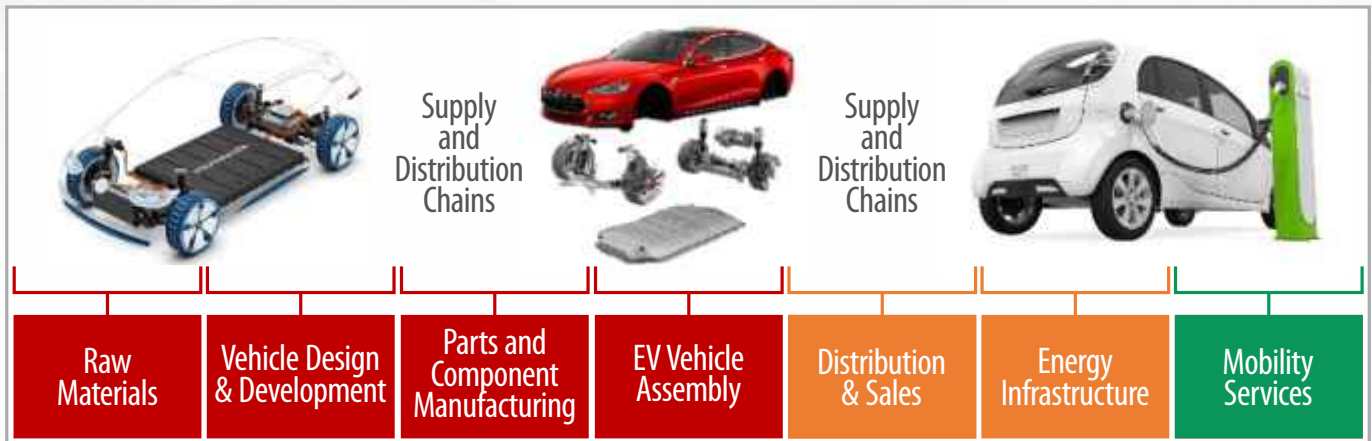 Supply
and
Distribution
Chains
Supply
and
Distribution
Chains
Raw
Materials
Vehicle Design
& Development
Parts and
Component
Manufacturing
EV Vehicle
Assembly
Distribution
& Sales
Energy
Infrastructure
Mobility
Services